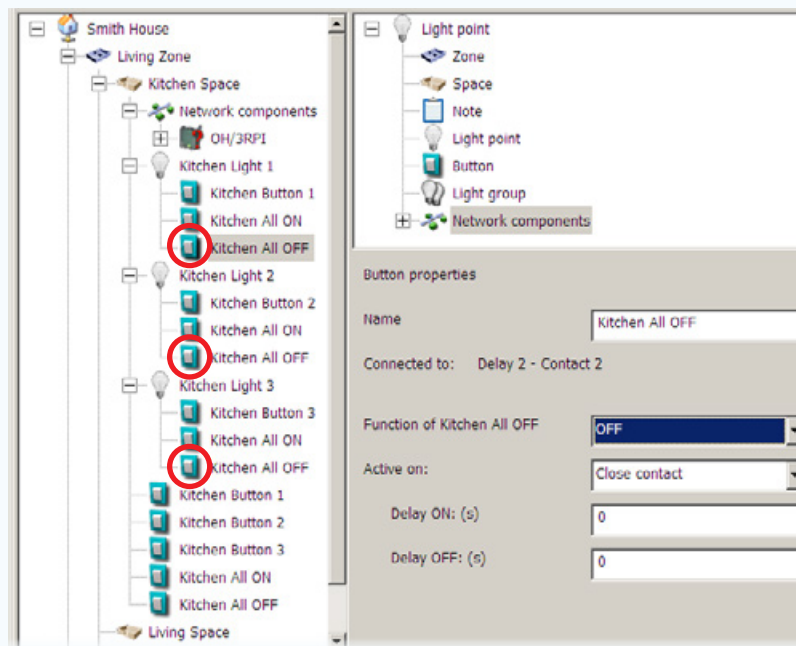 Smith House
Living Zone
Kitchen Space
Network components
OH/3RPI
Kitchen Light 1
Kitchen Button 1
Kitchen All ON
Kitchen All OFF
Kitchen Light 2
Kitchen Button 2
Kitchen All ON
Kitchen All OFF
Kitchen Light 3
Kitchen Button 3
Kitchen All ON
Kitchen All OFF
Kitchen Button 1
Kitchen Button 2
Kitchen Button 3
Kitchen All ON
Kitchen All OFF
Living Space
Light point
Zone
Space
Note
Light point
Button
Light group
Network components
Button properties
Name Kitchen All OFF
Connected to: Delay 2 - Contact 2
Function of Kitchen All OFF OFF
Active on: Close contact
Delay ON: (s) 0
Delay OFF: (s) 0